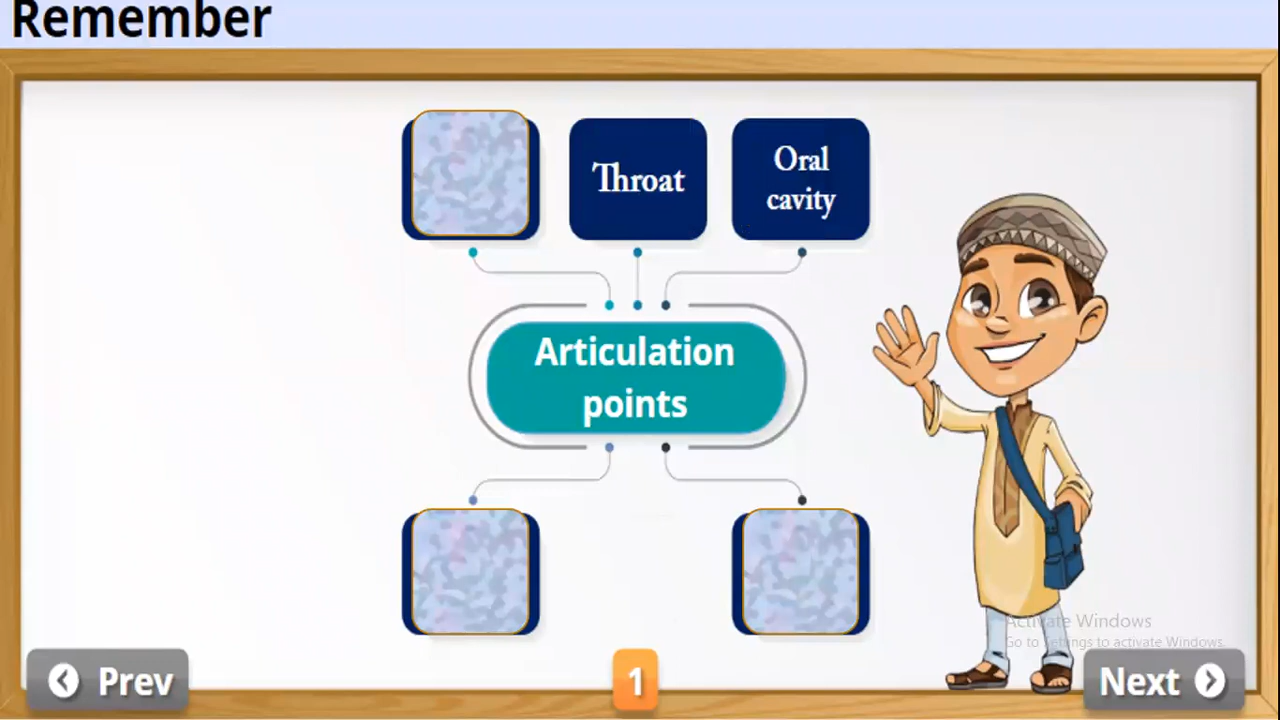 Remember
Throat
Oral
cavity
Articulation
points
Activate Windows
Go to Settings to activate Windows.
Prev
1
Next